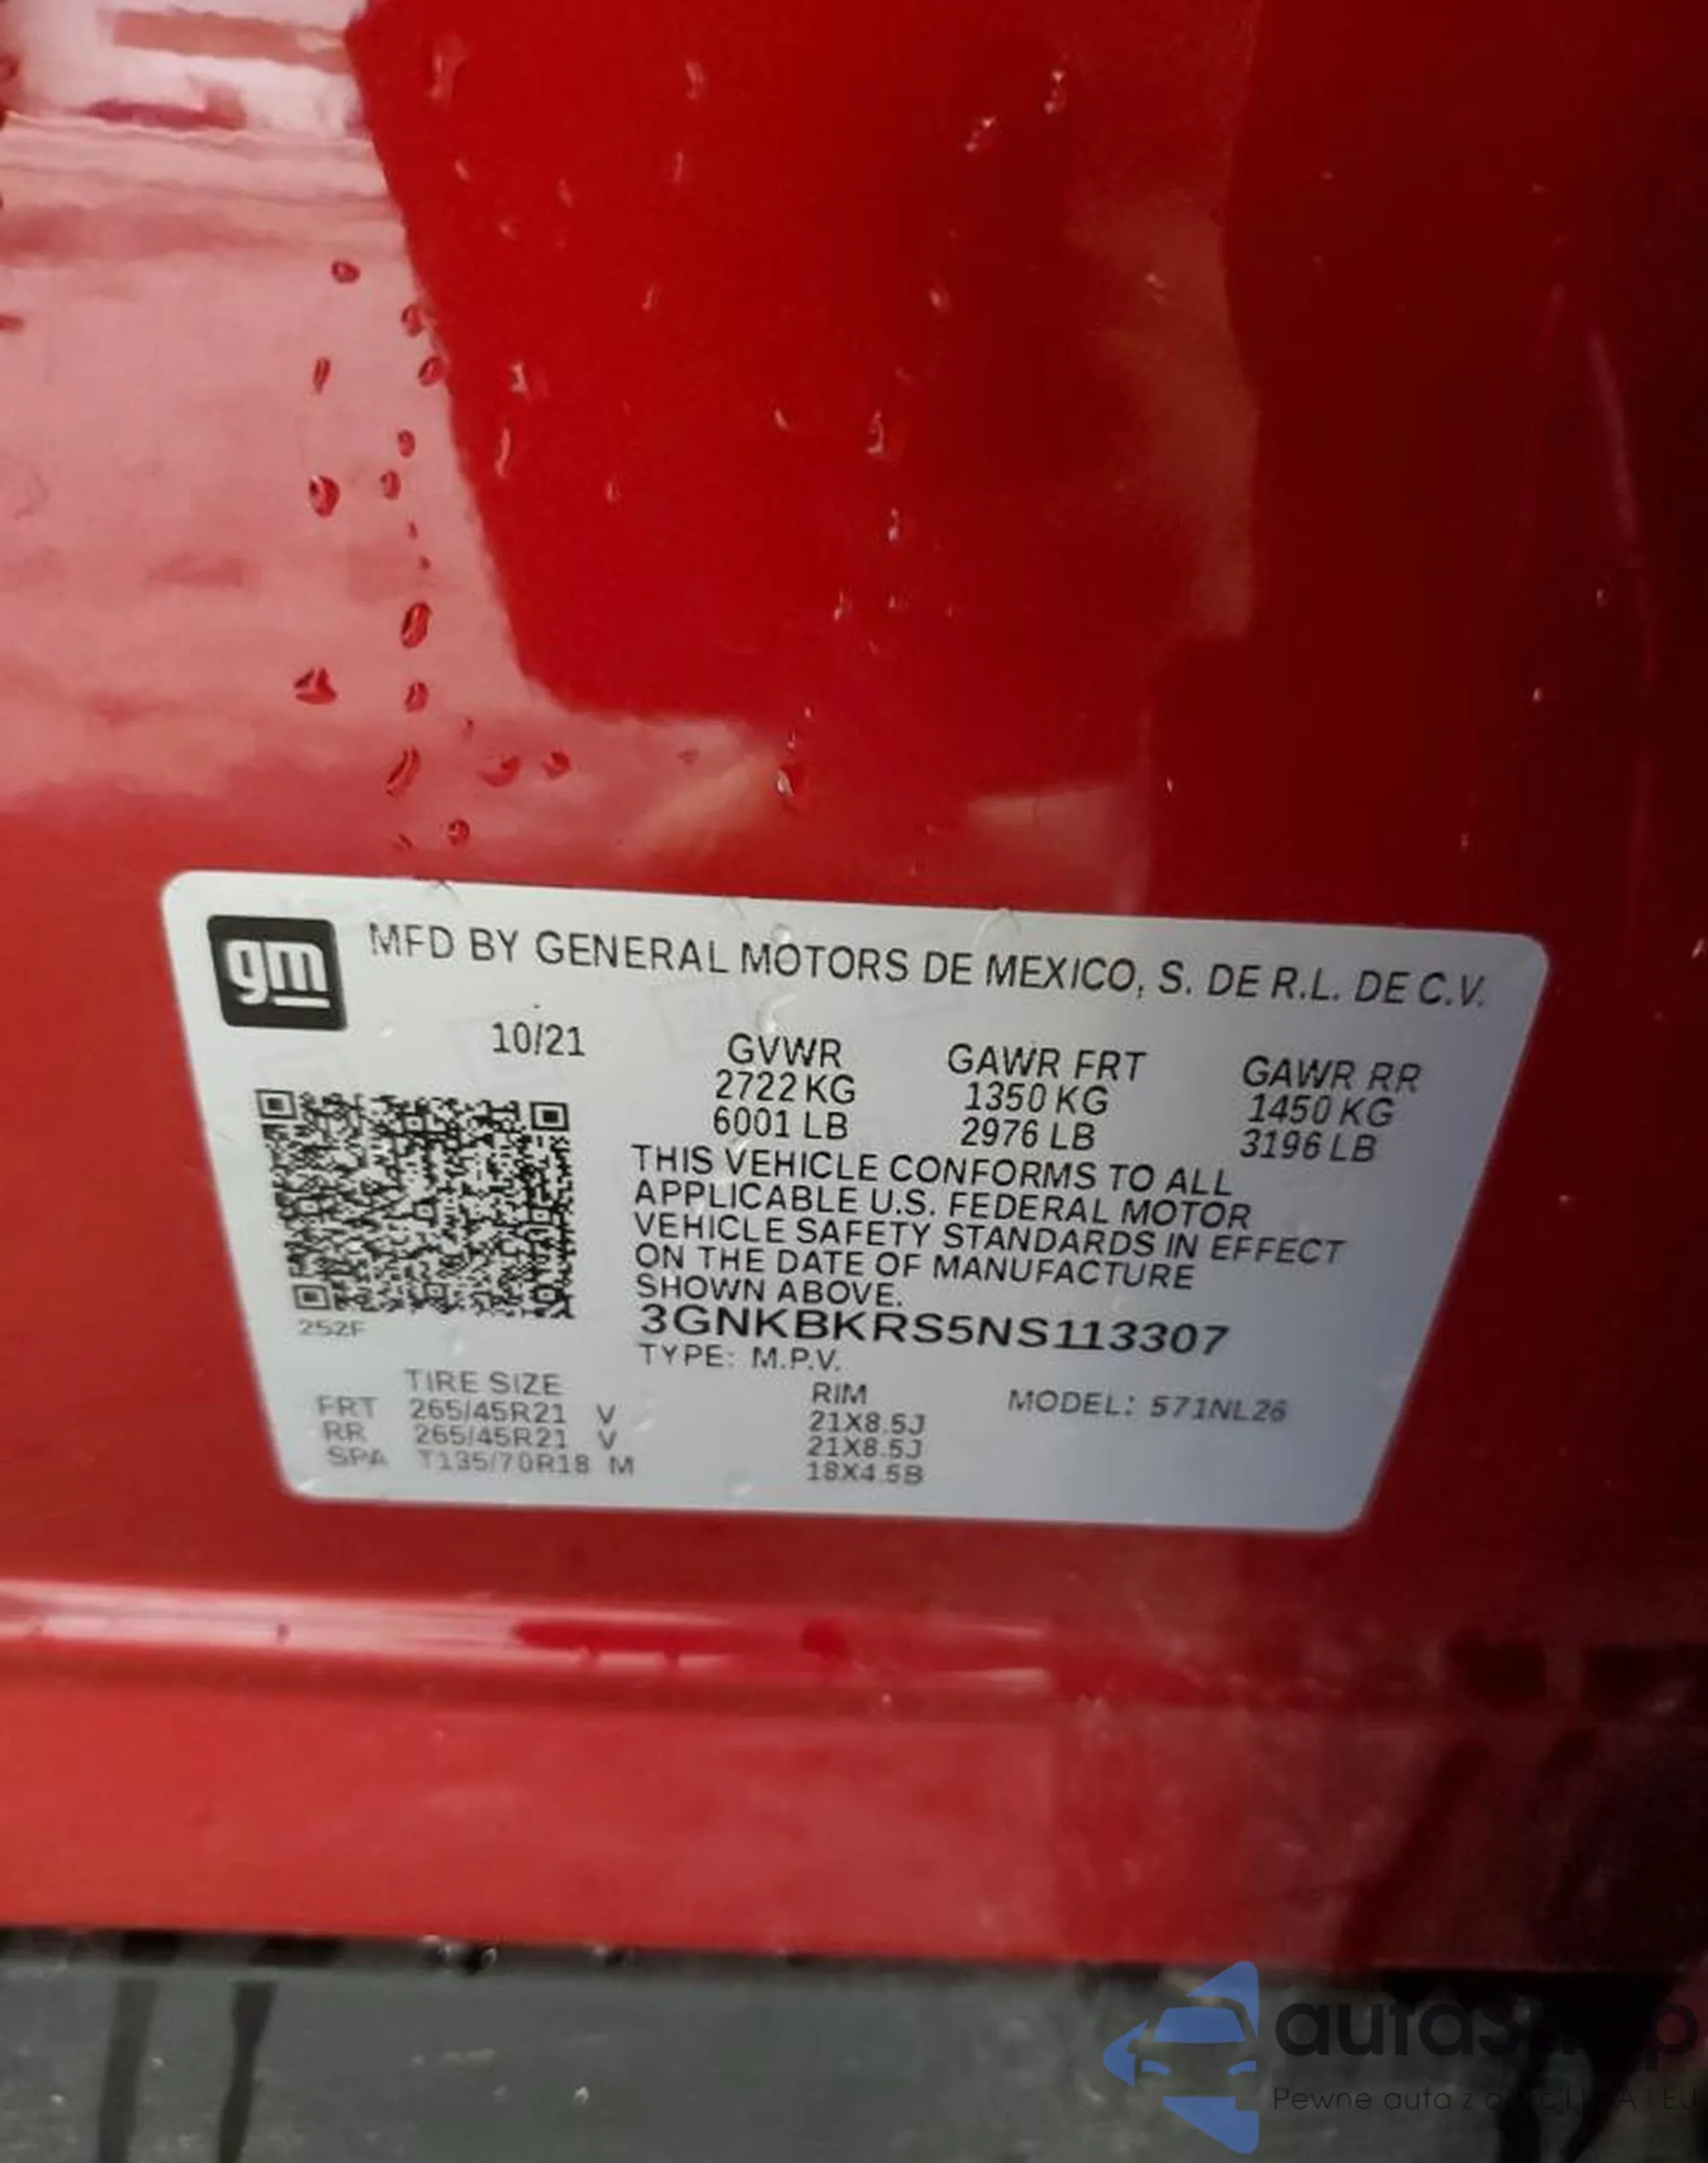 gm
MFD BY GENERAL MOTORS DE MEXICO, S. DE R.L. DE C.V.
10/21
GVWR GAWR FRT GAWR RR
2722 KG 1350 KG 1450 KG
6001 LB 2976 LB 3196 LB
THIS VEHICLE CONFORMS TO ALL
APPLICABLE U.S. FEDERAL MOTOR
VEHICLE SAFETY STANDARDS IN EFFECT
ON THE DATE OF MANUFACTURE
SHOWN ABOVE.
252F
3GNKBKRS5NS113307
TYPE: M.P.V.
TIRE SIZE RIM MODEL: 571NL26
FRT 265/45R21 V 21X8.5J
RR 265/45R21 V 21X8.5J
SPA T135/70R18 M 18X4.5B
Pewne auta z